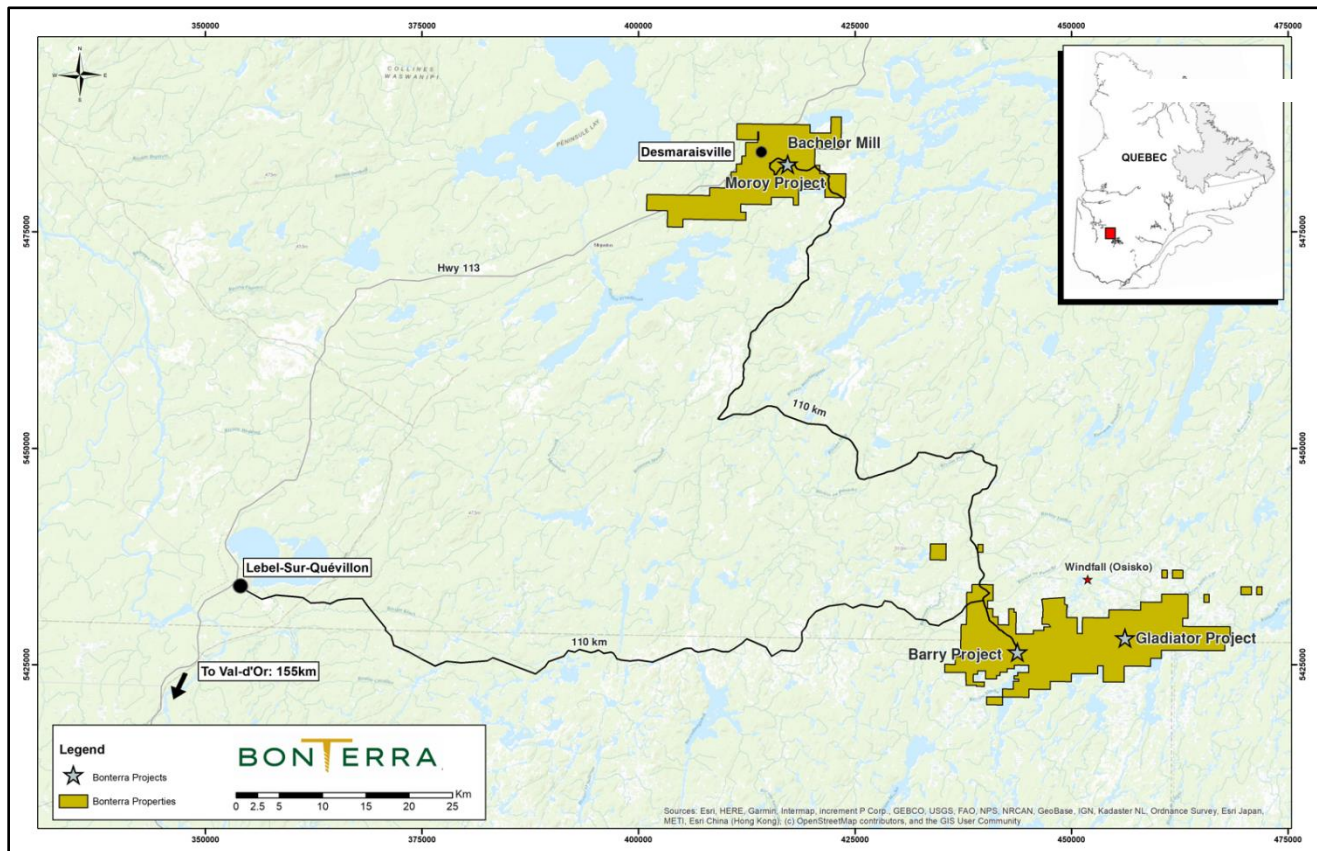 350000 375000 400000 425000 450000 475000
N
W E
S
COLLINES
WASWANIPI
PÉNINSULE LAY
Desmaraisville
Bachelor Mill
Moroy Project
QUEBEC
5475000 5475000
Hwy 113
110 km
5450000 5450000
Windfall (Osisko)
Lebel-Sur-Quévillon
110 km
Gladiator Project
Barry Project
5425000 5425000
To Val-d'Or: 155km
Legend
Bonterra Projects
Bonterra Properties
BONTERRA
Km
0 2.5 5 10 15 20 25
Sources: Esri, HERE, Garmin, Intermap, increment P Corp., GEBCO, USGS, FAO, NPS, NRCAN, GeoBase, IGN, Kadaster NL, Ordnance Survey, Esri Japan,
METI, Esri China (Hong Kong), (c) OpenStreetMap contributors, and the GIS User Community
350000 375000 400000 425000 450000 475000